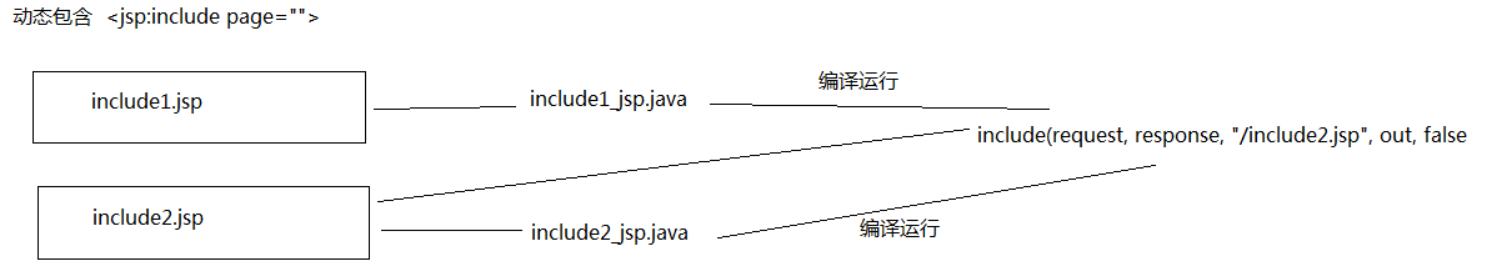 动态包含 <jsp:include page="">
编译运行
include1.jsp
include1_jsp.java
include(request, response, "/include2.jsp", out, false
include2.jsp
include2_jsp.java
编译运行